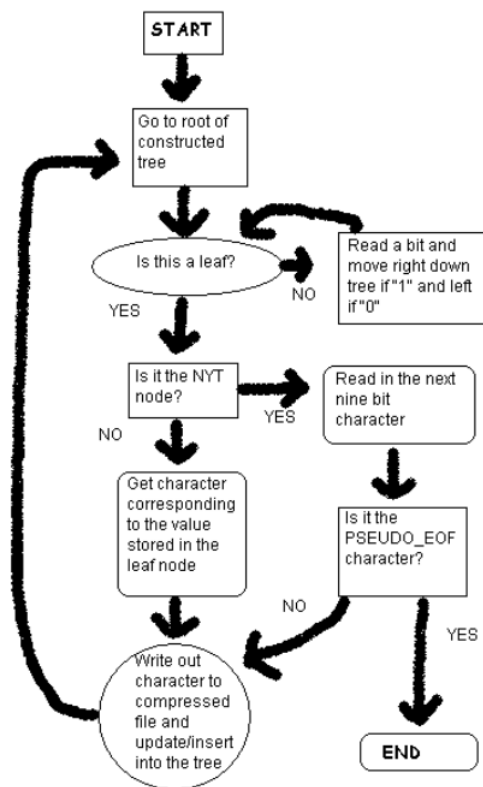 START
Go to root of
constructed
tree
Is this a leaf?
NO
Read a bit and
move right down
tree if "1" and left
if "0"
YES
Is it the NYT
node?
YES
Read in the next
nine bit
character
NO
Get character
corresponding
to the value
stored in the
leaf node
Is it the
PSEUDO_EOF
character?
NO
YES
Write out
character to
compressed
file and
update/insert
into the tree
END